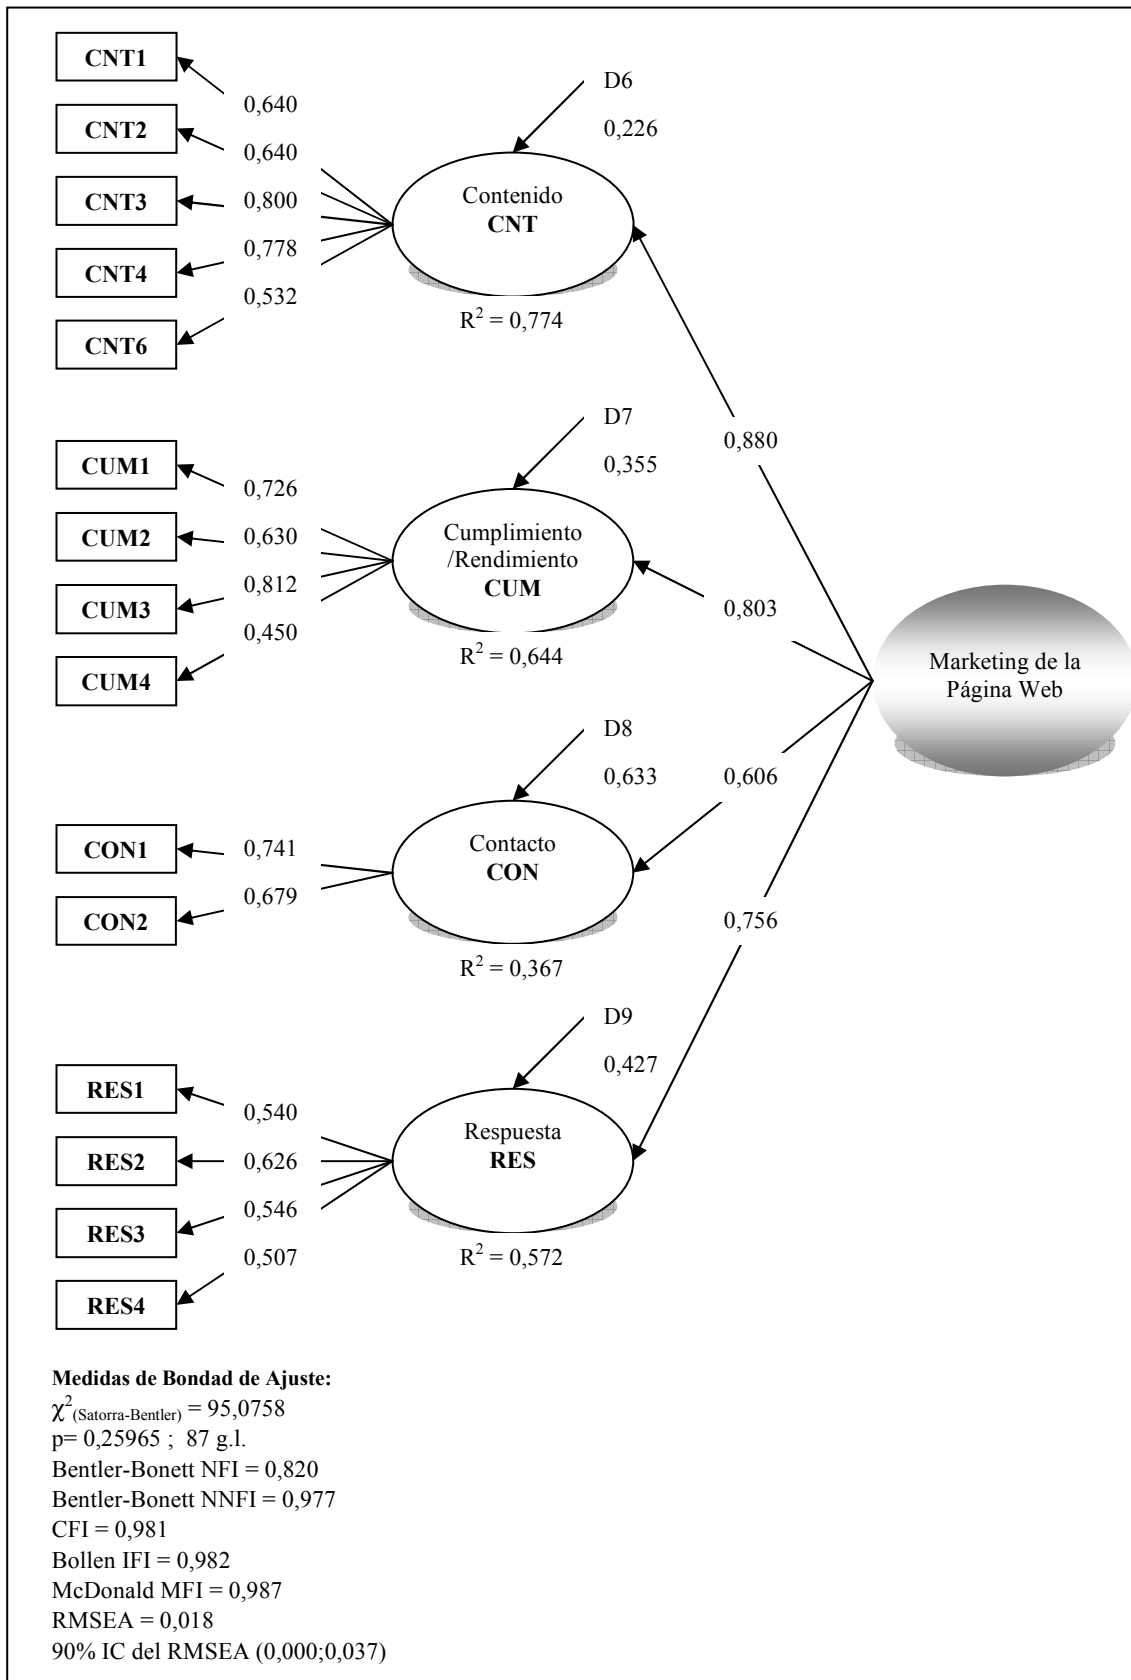 CNT1
0,640
CNT2
0,640
CNT3
0,800
CNT4
0,778
CNT6
0,532
D6
0,226
Contenido
CNT
R² = 0,774
0,880
CUM1
0,726
CUM2
0,630
CUM3
0,812
CUM4
0,450
D7
0,355
Cumplimiento
/Rendimiento
CUM
R² = 0,644
0,803
Marketing de la
Página Web
CON1
0,741
CON2
0,679
D8
0,633
Contacto
CON
R² = 0,367
0,606
0,756
RES1
0,540
RES2
0,626
RES3
0,546
RES4
0,507
D9
0,427
Respuesta
RES
R² = 0,572
Medidas de Bondad de Ajuste:
χ²(Satorra-Bentler) = 95,0758
p= 0,25965 ; 87 g.l.
Bentler-Bonett NFI = 0,820
Bentler-Bonett NNFI = 0,977
CFI = 0,981
Bollen IFI = 0,982
McDonald MFI = 0,987
RMSEA = 0,018
90% IC del RMSEA (0,000;0,037)